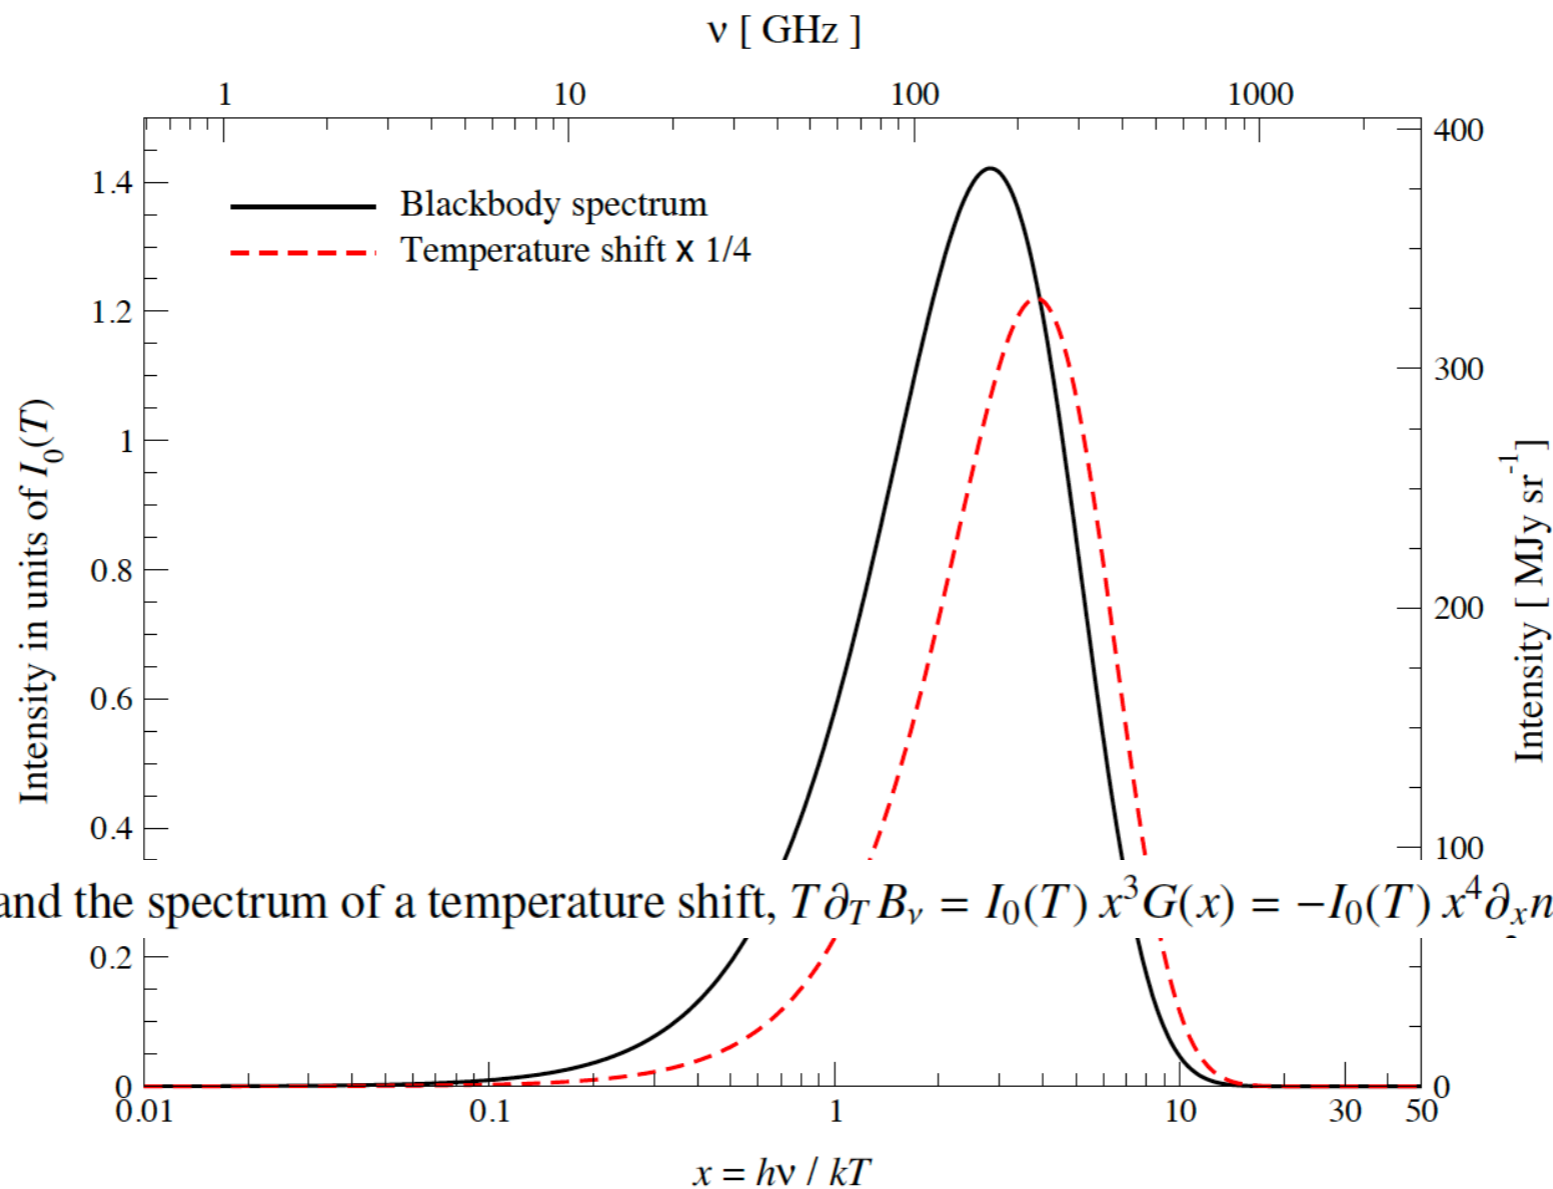 ν [ GHz ]
1 10 100 1000
Blackbody spectrum
Temperature shift x 1/4
Intensity in units of I₀(T)
1.4
1.2
1
0.8
0.6
0.4
0.2
0
400
300
200
100
0
Intensity [ MJy sr⁻¹ ]
and the spectrum of a temperature shift, T∂_T B_ν = I₀(T) x³G(x) = −I₀(T) x⁴∂ₓn
0.01 0.1 1 10 30 50
x = hν / kT